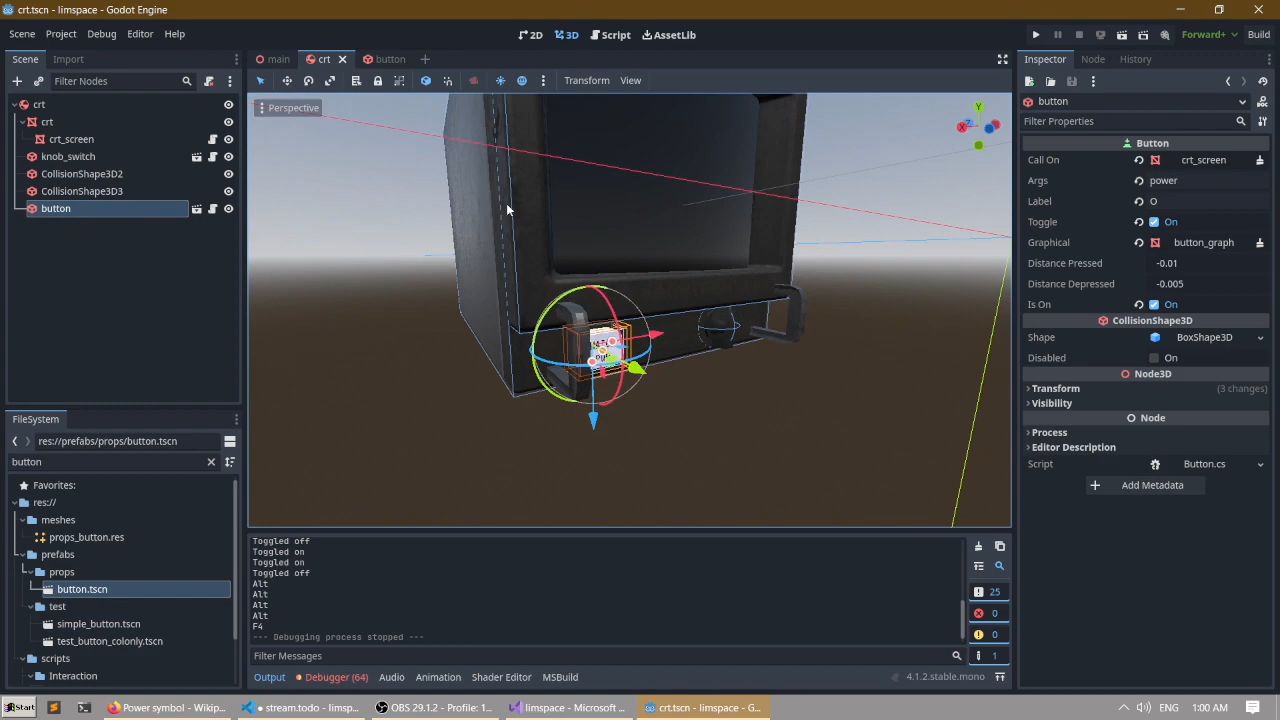 crt.tscn - limspace - Godot Engine
Scene Project Debug Editor Help
2D 3D Script AssetLib
Forward+ Build
Scene Import
Filter Nodes
crt
crt
crt_screen
knob_switch
CollisionShape3D2
CollisionShape3D3
button
FileSystem
res://prefabs/props/button.tscn
button
Favorites:
res://
meshes
props_button.res
prefabs
props
button.tscn
test
simple_button.tscn
test_button_colonly.tscn
scripts
Interaction
main crt button
Transform View
Perspective
Y
X
Z
Toggled off
Toggled on
Toggled on
Toggled off
Alt
Alt
Alt
Alt
F4
--- Debugging process stopped ---
25
0
0
1
Filter Messages
Output Debugger (64) Audio Animation Shader Editor MSBuild 4.1.2.stable.mono
Inspector Node History
button
Filter Properties
Button
Call On crt_screen
Args power
Label O
Toggle On
Graphical button_graph
Distance Pressed -0.01
Distance Depressed -0.005
Is On On
CollisionShape3D
Shape BoxShape3D
Disabled On
Node3D
Transform (3 changes)
Visibility
Node
Process
Editor Description
Script Button.cs
Add Metadata
Start Power symbol - Wikip... • stream.todo - limsp... OBS 29.1.2 - Profile: 1... limspace - Microsoft ... crt.tscn - limspace - G... ENG 1:00 AM